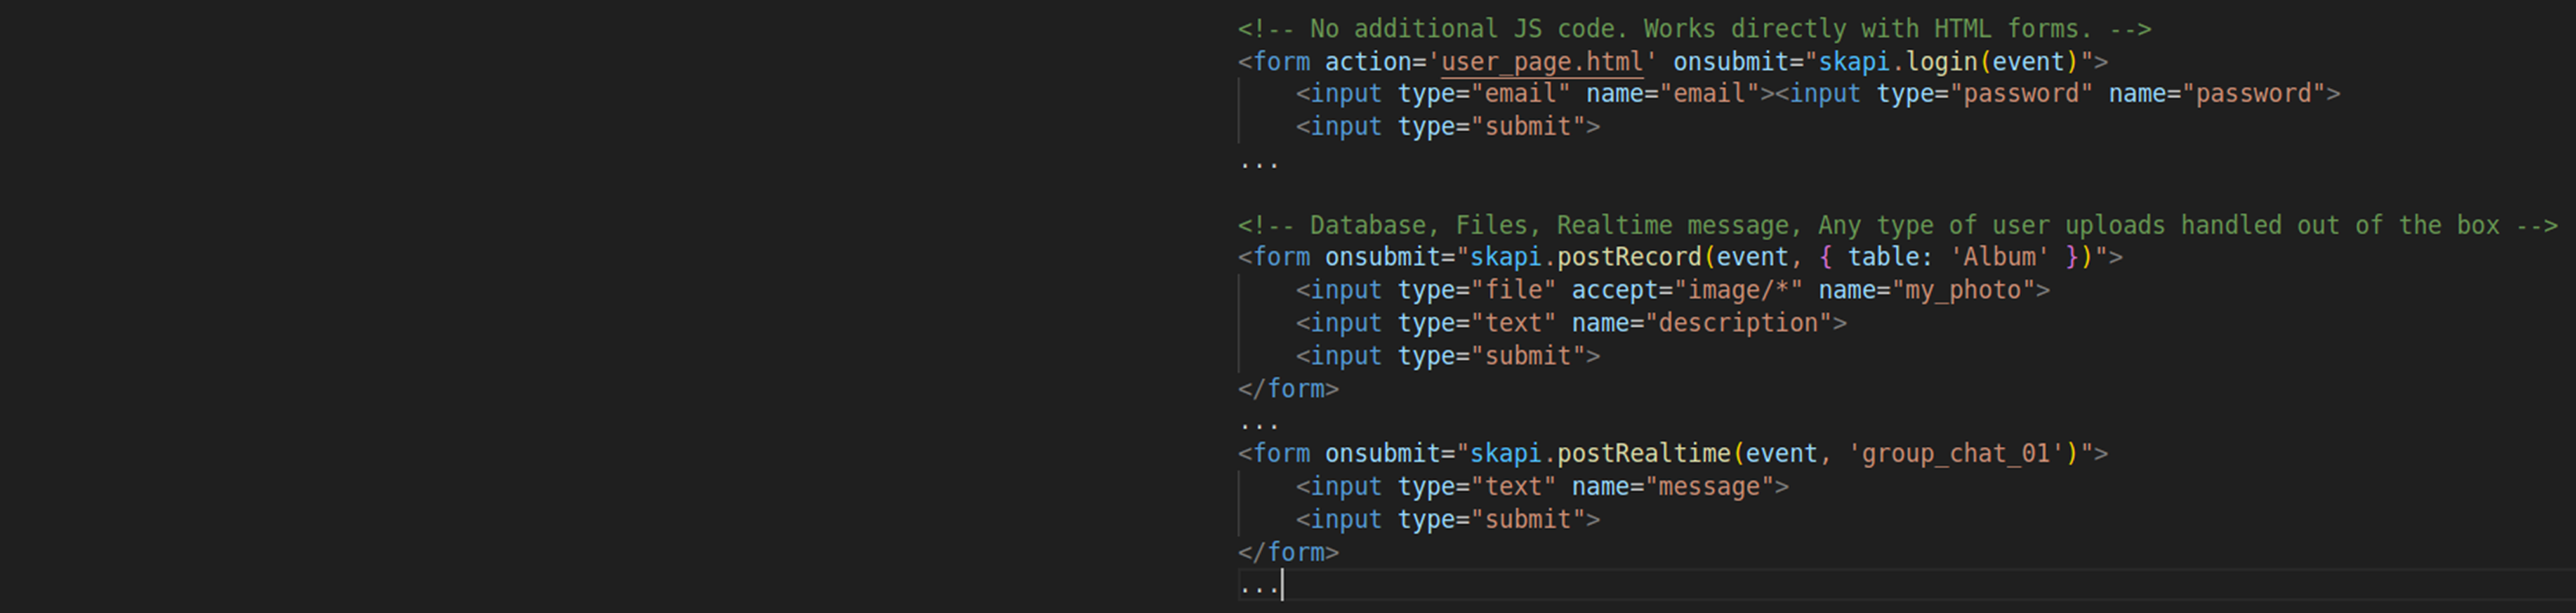 <!-- No additional JS code. Works directly with HTML forms. -->
<form action='user_page.html' onsubmit="skapi.login(event)">
    <input type="email" name="email"><input type="password" name="password">
    <input type="submit">
...
<!-- Database, Files, Realtime message, Any type of user uploads handled out of the box -->
<form onsubmit="skapi.postRecord(event, { table: 'Album' })">
    <input type="file" accept="image/*" name="my_photo">
    <input type="text" name="description">
    <input type="submit">
</form>
...
<form onsubmit="skapi.postRealtime(event, 'group_chat_01')">
    <input type="text" name="message">
    <input type="submit">
</form>
...